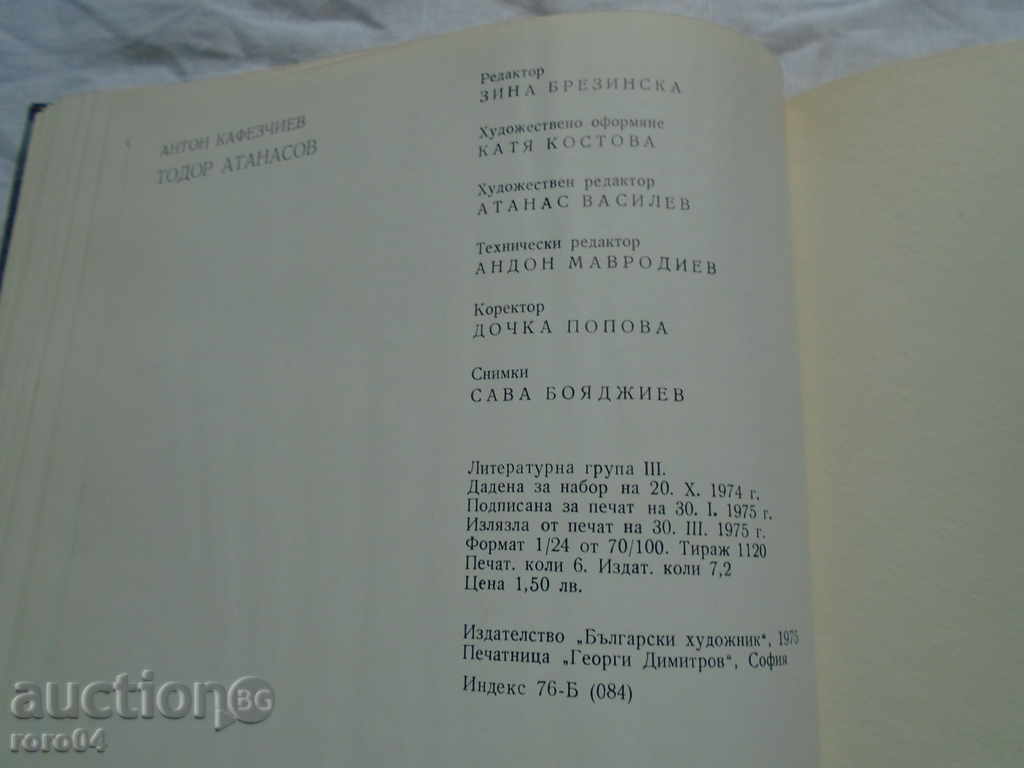 АНТОН КАФЕЗЧИЕВ
ТОДОР АТАНАСОВ
Редактор
ЗИНА БРЕЗИНСКА
Художествено оформяне
КАТЯ КОСТОВА
Художествен редактор
АТАНАС ВАСИЛЕВ
Технически редактор
АНДОН МАВРОДИЕВ
Коректор
ДОЧКА ПОПОВА
Снимки
САВА БОЯДЖИЕВ
Литературна група III.
Дадена за набор на 20. X. 1974 г.
Подписана за печат на 30. I. 1975 г.
Излязла от печат на 30. III. 1975 г.
Формат 1/24 от 70/100. Тираж 1120
Печат. коли 6. Издат. коли 7,2
Цена 1,50 лв.
Издателство „Български художник“, 1975
Печатница „Георги Димитров“, София
Индекс 76-Б (084)
auction BG
roro04